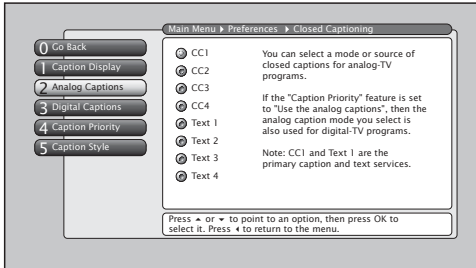 Main Menu ▸ Preferences ▸ Closed Captioning
0 Go Back
1 Caption Display
2 Analog Captions
3 Digital Captions
4 Caption Priority
5 Caption Style
CC1
CC2
CC3
CC4
Text 1
Text 2
Text 3
Text 4
You can select a mode or source of
closed captions for analog-TV
programs.
If the "Caption Priority" feature is set
to "Use the analog captions", then the
analog caption mode you select is
also used for digital-TV programs.
Note: CC1 and Text 1 are the
primary caption and text services.
Press ▴ or ▾ to point to an option, then press OK to
select it. Press ◂ to return to the menu.